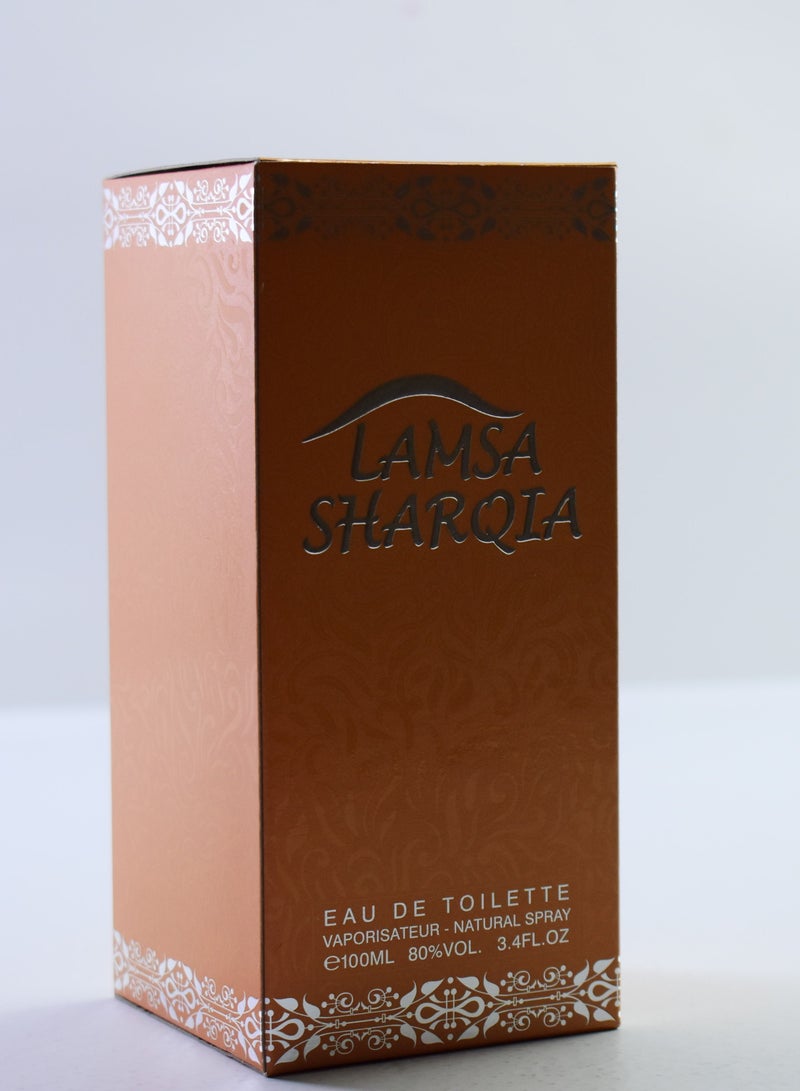 LAMSA
SHARQIA
EAU DE TOILETTE
VAPORISATEUR - NATURAL SPRAY
℮100ML 80%VOL. 3.4FL.OZ